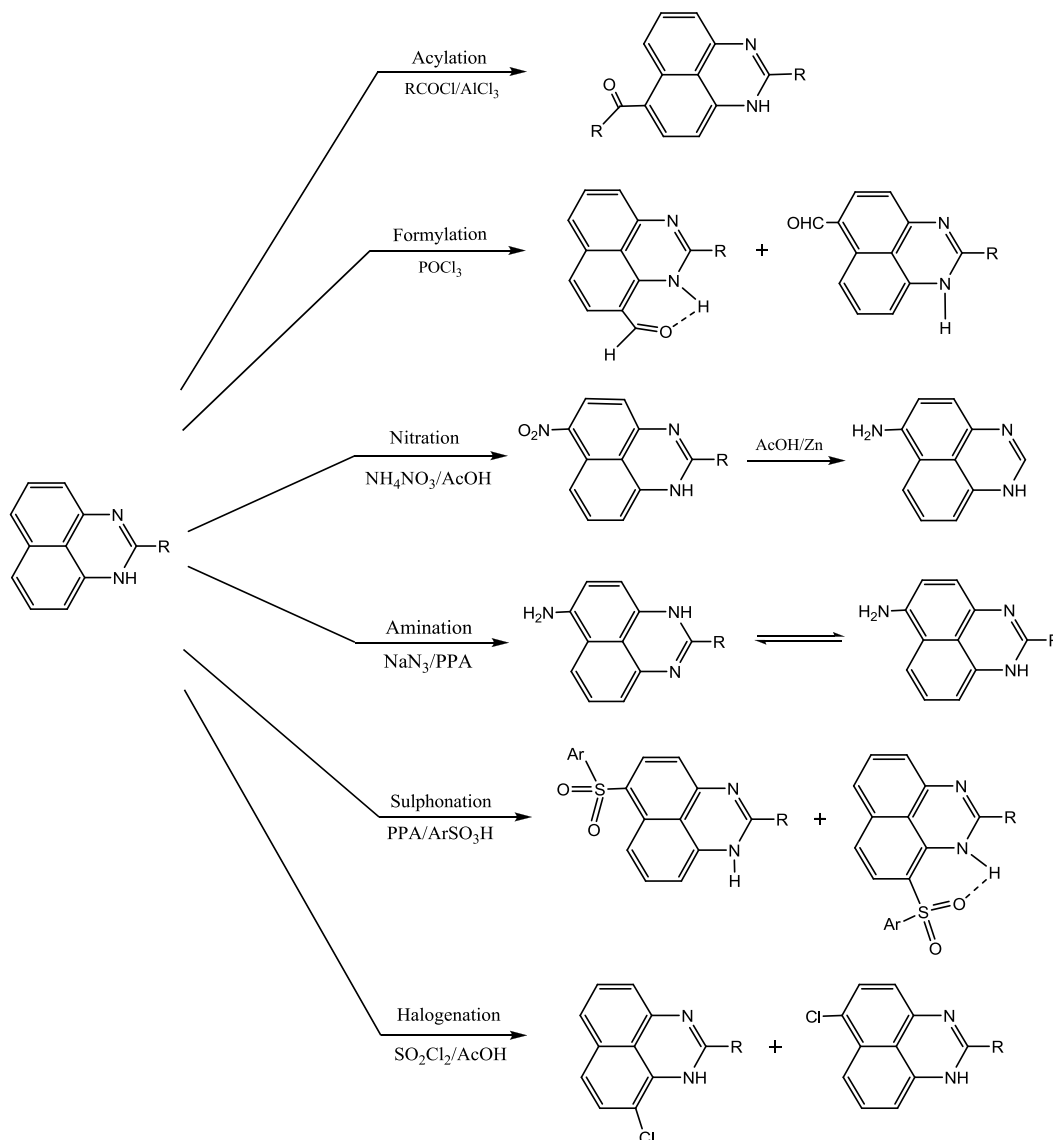 Acylation
RCOCl/AlCl3
O
R
N
R
NH
Formylation
POCl3
N
R
N
H
O
H
+
OHC
N
R
N
H
Nitration
NH4NO3/AcOH
O2N
N
R
NH
AcOH/Zn
H2N
N
NH
N
R
NH
Amination
NaN3/PPA
H2N
NH
R
N
H2N
N
R
NH
Sulphonation
PPA/ArSO3H
Ar
O
S
O
N
R
N
H
+
N
R
N
H
O
S
Ar
O
Halogenation
SO2Cl2/AcOH
N
R
NH
Cl
+
Cl
N
R
NH